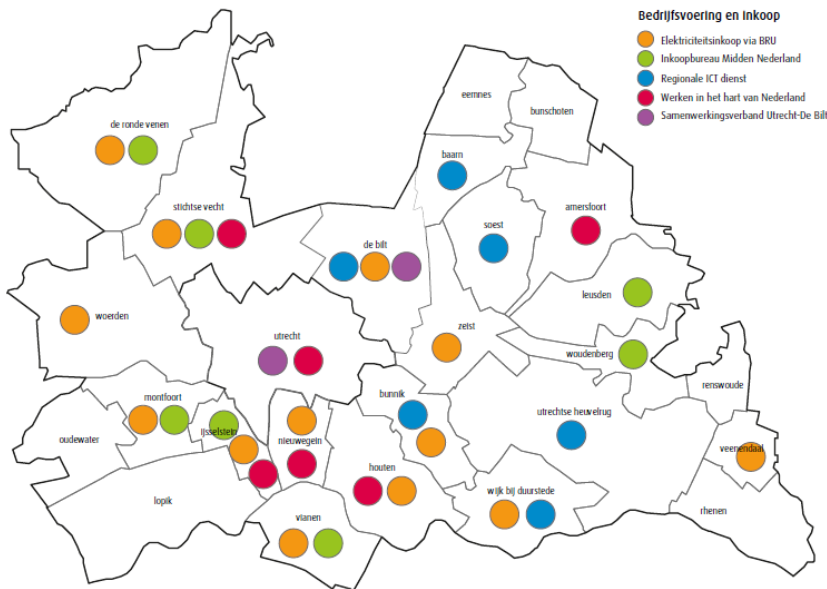 Bedrijfsvoering en inkoop
Elektriciteitsinkoop via BRU
Inkoopbureau Midden Nederland
Regionale ICT dienst
Werken in het hart van Nederland
Samenwerkingsverband Utrecht-De Bilt
eemnes
bunschoten
de ronde venen
baarn
stichtse vecht
amersfoort
soest
de bilt
leusden
woerden
zeist
utrecht
woudenberg
renswoude
montfoort
bunnik
utrechtse heuvelrug
oudewater
ijsselstein
nieuwegein
veenendaal
houten
lopik
wijk bij duurstede
rhenen
vianen